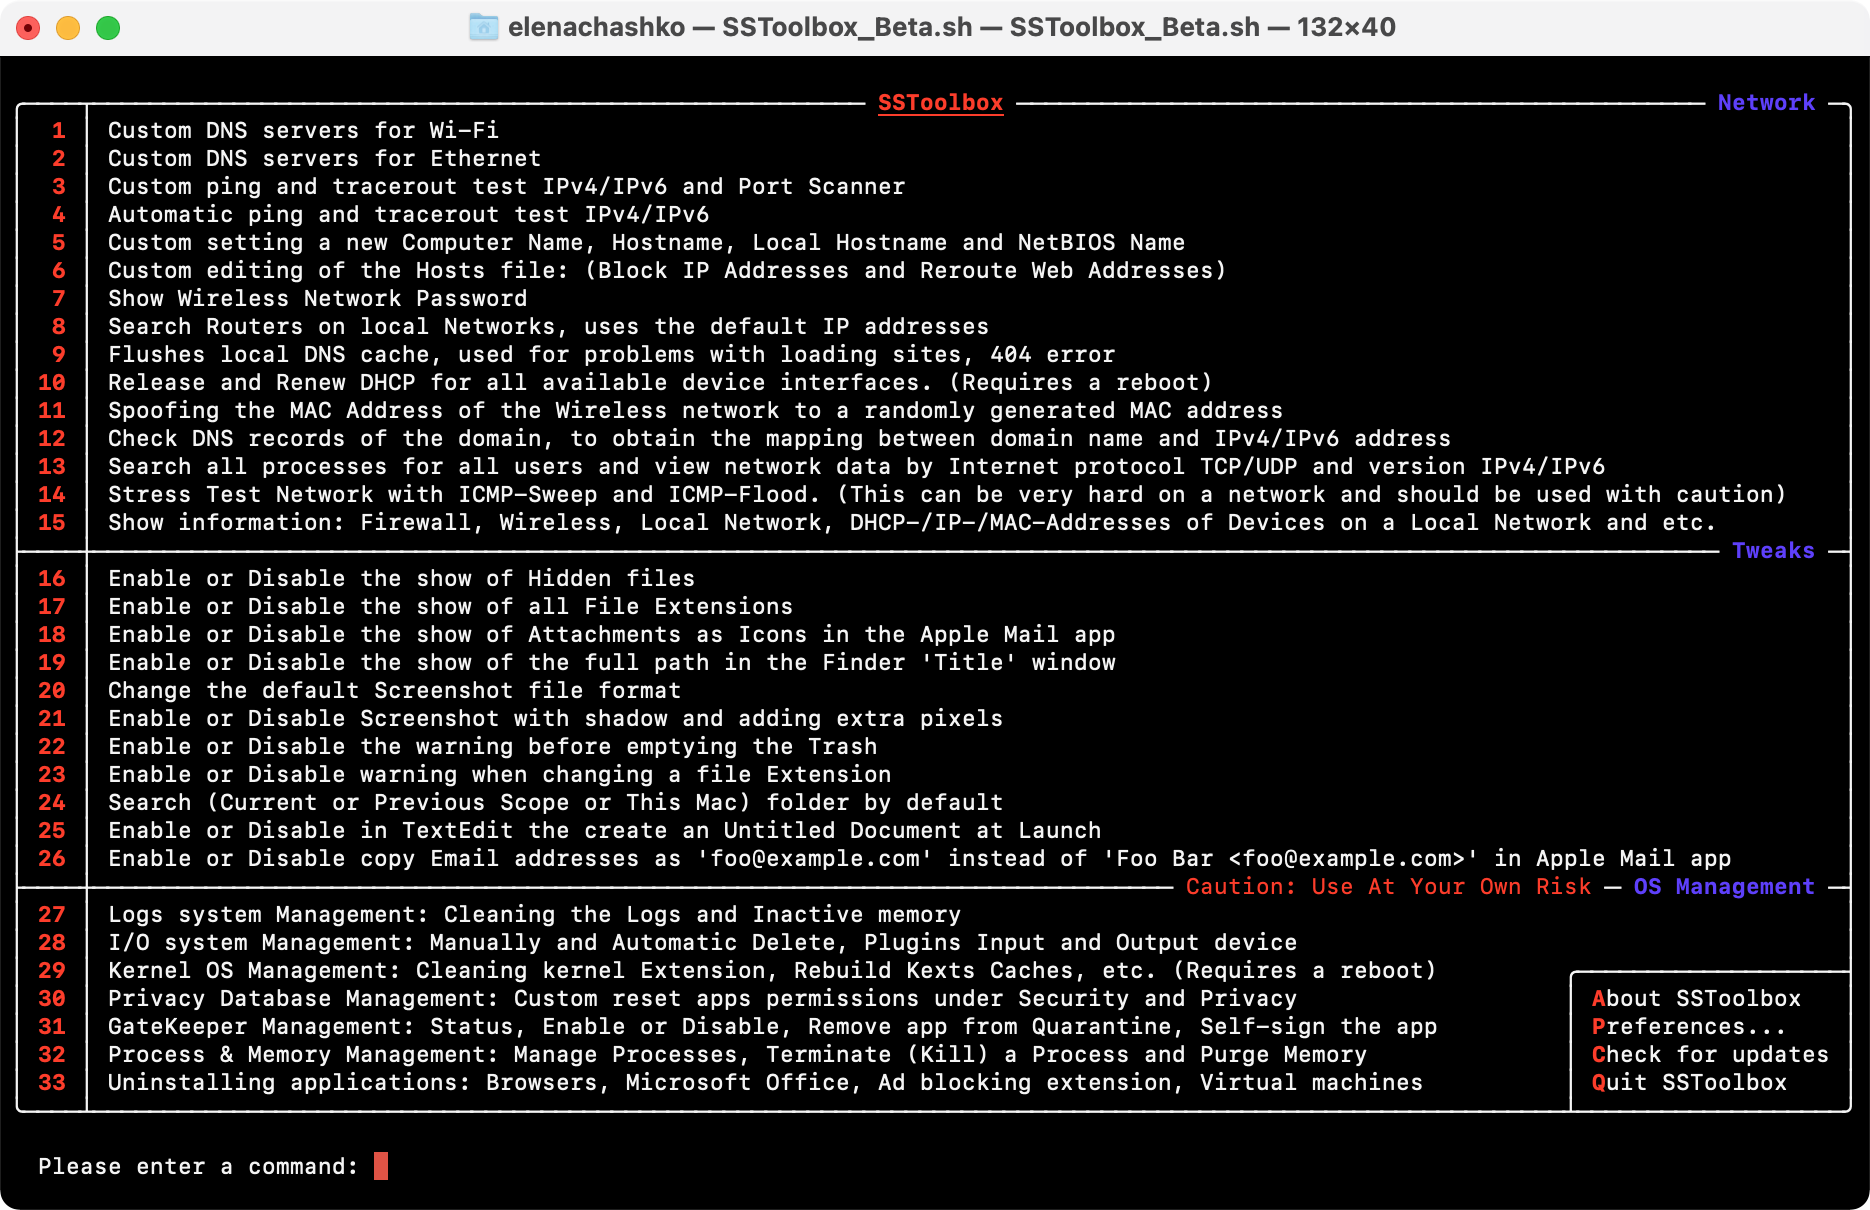 elenachashko — SSToolbox_Beta.sh — SSToolbox_Beta.sh — 132×40
SSToolbox Network
1 Custom DNS servers for Wi-Fi
2 Custom DNS servers for Ethernet
3 Custom ping and tracerout test IPv4/IPv6 and Port Scanner
4 Automatic ping and tracerout test IPv4/IPv6
5 Custom setting a new Computer Name, Hostname, Local Hostname and NetBIOS Name
6 Custom editing of the Hosts file: (Block IP Addresses and Reroute Web Addresses)
7 Show Wireless Network Password
8 Search Routers on local Networks, uses the default IP addresses
9 Flushes local DNS cache, used for problems with loading sites, 404 error
10 Release and Renew DHCP for all available device interfaces. (Requires a reboot)
11 Spoofing the MAC Address of the Wireless network to a randomly generated MAC address
12 Check DNS records of the domain, to obtain the mapping between domain name and IPv4/IPv6 address
13 Search all processes for all users and view network data by Internet protocol TCP/UDP and version IPv4/IPv6
14 Stress Test Network with ICMP-Sweep and ICMP-Flood. (This can be very hard on a network and should be used with caution)
15 Show information: Firewall, Wireless, Local Network, DHCP-/IP-/MAC-Addresses of Devices on a Local Network and etc.
Tweaks
16 Enable or Disable the show of Hidden files
17 Enable or Disable the show of all File Extensions
18 Enable or Disable the show of Attachments as Icons in the Apple Mail app
19 Enable or Disable the show of the full path in the Finder 'Title' window
20 Change the default Screenshot file format
21 Enable or Disable Screenshot with shadow and adding extra pixels
22 Enable or Disable the warning before emptying the Trash
23 Enable or Disable warning when changing a file Extension
24 Search (Current or Previous Scope or This Mac) folder by default
25 Enable or Disable in TextEdit the create an Untitled Document at Launch
26 Enable or Disable copy Email addresses as 'foo@example.com' instead of 'Foo Bar <foo@example.com>' in Apple Mail app
Caution: Use At Your Own Risk — OS Management
27 Logs system Management: Cleaning the Logs and Inactive memory
28 I/O system Management: Manually and Automatic Delete, Plugins Input and Output device
29 Kernel OS Management: Cleaning kernel Extension, Rebuild Kexts Caches, etc. (Requires a reboot)
30 Privacy Database Management: Custom reset apps permissions under Security and Privacy
31 GateKeeper Management: Status, Enable or Disable, Remove app from Quarantine, Self-sign the app
32 Process & Memory Management: Manage Processes, Terminate (Kill) a Process and Purge Memory
33 Uninstalling applications: Browsers, Microsoft Office, Ad blocking extension, Virtual machines
About SSToolbox
Preferences...
Check for updates
Quit SSToolbox
Please enter a command: